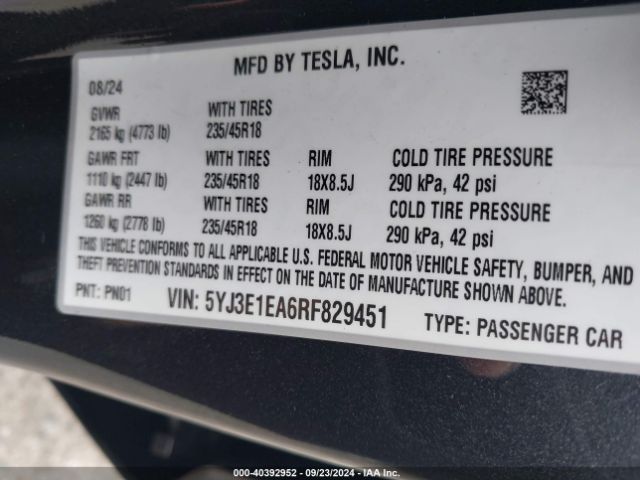 MFD BY TESLA, INC.
08/24
GVWR WITH TIRES
2165 kg (4773 lb) 235/45R18
GAWR FRT WITH TIRES RIM COLD TIRE PRESSURE
1110 kg (2447 lb) 235/45R18 18X8.5J 290 kPa, 42 psi
GAWR RR WITH TIRES RIM COLD TIRE PRESSURE
1260 kg (2778 lb) 235/45R18 18X8.5J 290 kPa, 42 psi
THIS VEHICLE CONFORMS TO ALL APPLICABLE U.S. FEDERAL MOTOR VEHICLE SAFETY, BUMPER, AND
THEFT PREVENTION STANDARDS IN EFFECT ON THE DATE OF MANUFACTURE SHOWN ABOVE.
PNT: PN01 VIN: 5YJ3E1EA6RF829451 TYPE: PASSENGER CAR
000-40392952 - 09/23/2024 - IAA Inc.